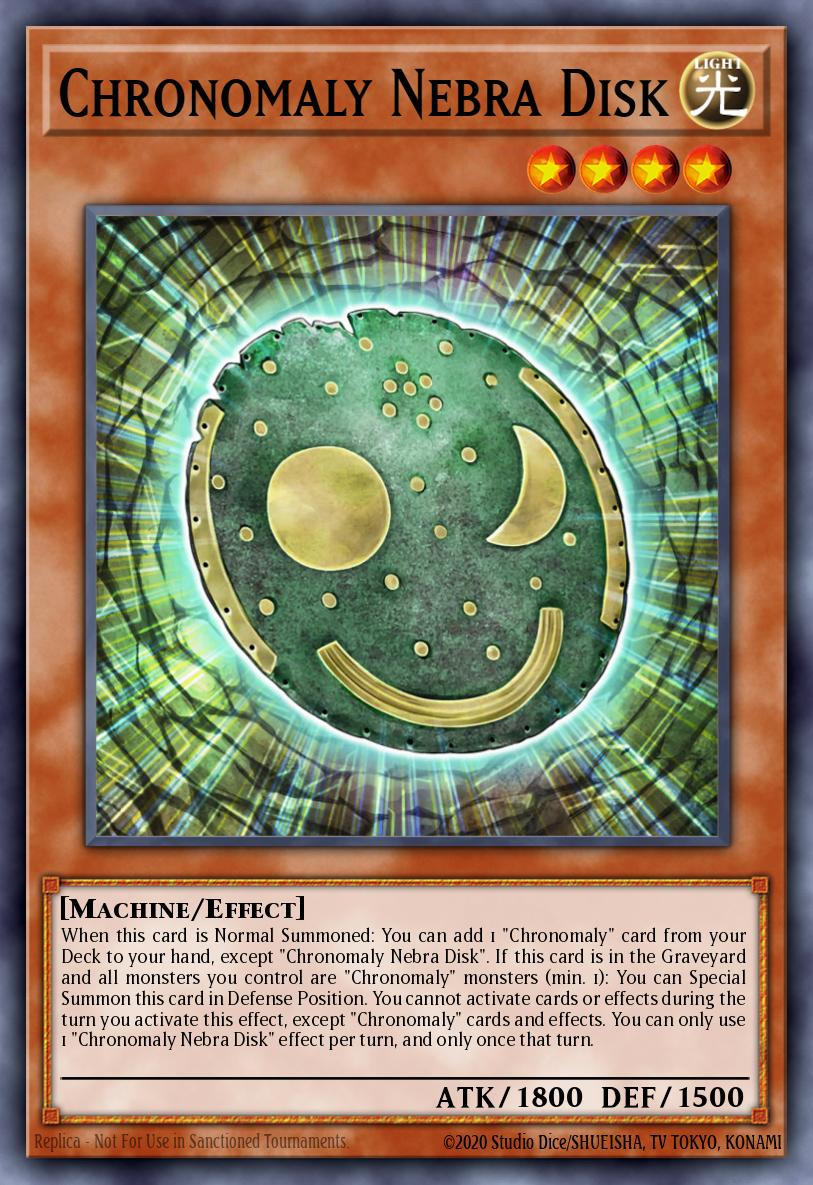 CHRONOMALY NEBRA DISK
LIGHT
光
[MACHINE/EFFECT]
When this card is Normal Summoned: You can add 1 "Chronomaly" card from your
Deck to your hand, except "Chronomaly Nebra Disk". If this card is in the Graveyard
and all monsters you control are "Chronomaly" monsters (min. 1): You can Special
Summon this card in Defense Position. You cannot activate cards or effects during the
turn you activate this effect, except "Chronomaly" cards and effects. You can only use
1 "Chronomaly Nebra Disk" effect per turn, and only once that turn.
ATK/1800 DEF/1500
Replica - Not For Use in Sanctioned Tournaments.
©2020 Studio Dice/SHUEISHA, TV TOKYO, KONAMI